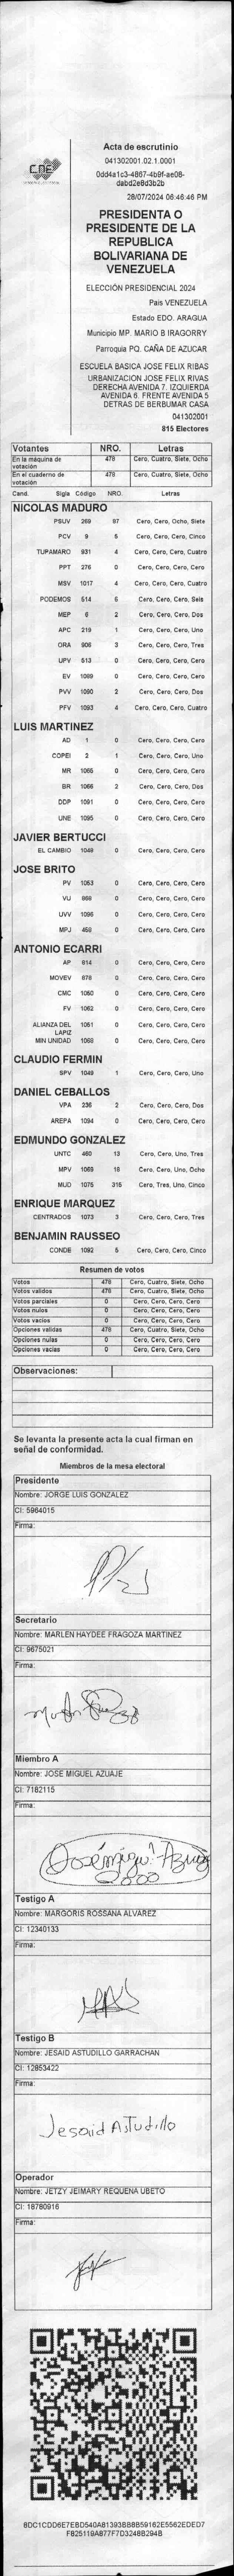 CNE
Acta de escrutinio
041302001.02.1.0001
0dd4a1c3-4867-4b9f-ae08-
dabd2e8d3b2b
28/07/2024 06:46:46 PM
PRESIDENTA O
PRESIDENTE DE LA
REPUBLICA
BOLIVARIANA DE
VENEZUELA
ELECCIÓN PRESIDENCIAL 2024
País VENEZUELA
Estado EDO. ARAGUA
Municipio MP. MARIO B IRAGORRY
Parroquia PQ. CAÑA DE AZUCAR
ESCUELA BASICA JOSE FELIX RIBAS
URBANIZACION JOSE FELIX RIVAS
DERECHA AVENIDA 7. IZQUIERDA
AVENIDA 6. FRENTE AVENIDA 5
DETRAS DE BERBUMAR CASA
041302001
815 Electores
Votantes NRO. Letras
En la máquina de votación 478 Cero, Cuatro, Siete, Ocho
En el cuaderno de votación 478 Cero, Cuatro, Siete, Ocho
Cand. Sigla Código NRO. Letras
NICOLAS MADURO
PSUV 269 87 Cero, Cero, Ocho, Siete
PCV 9 5 Cero, Cero, Cero, Cinco
TUPAMARO 931 4 Cero, Cero, Cero, Cuatro
PPT 276 0 Cero, Cero, Cero, Cero
MSV 1017 4 Cero, Cero, Cero, Cuatro
PODEMOS 514 6 Cero, Cero, Cero, Seis
MEP 6 2 Cero, Cero, Cero, Dos
APC 219 1 Cero, Cero, Cero, Uno
ORA 906 3 Cero, Cero, Cero, Tres
UPV 513 0 Cero, Cero, Cero, Cero
EV 1089 0 Cero, Cero, Cero, Cero
PVV 1090 2 Cero, Cero, Cero, Dos
PFV 1093 4 Cero, Cero, Cero, Cuatro
LUIS MARTINEZ
AD 1 0 Cero, Cero, Cero, Cero
COPEI 2 1 Cero, Cero, Cero, Uno
MR 1065 0 Cero, Cero, Cero, Cero
BR 1066 2 Cero, Cero, Cero, Dos
DDP 1091 0 Cero, Cero, Cero, Cero
UNE 1095 0 Cero, Cero, Cero, Cero
JAVIER BERTUCCI
EL CAMBIO 1046 0 Cero, Cero, Cero, Cero
JOSE BRITO
PV 1053 0 Cero, Cero, Cero, Cero
VU 868 0 Cero, Cero, Cero, Cero
UVV 1096 0 Cero, Cero, Cero, Cero
MPJ 458 0 Cero, Cero, Cero, Cero
ANTONIO ECARRI
AP 814 0 Cero, Cero, Cero, Cero
MOVEV 878 0 Cero, Cero, Cero, Cero
CMC 1050 0 Cero, Cero, Cero, Cero
FV 1062 0 Cero, Cero, Cero, Cero
ALIANZA DEL LAPIZ 1051 0 Cero, Cero, Cero, Cero
MIN UNIDAD 1068 0 Cero, Cero, Cero, Cero
CLAUDIO FERMIN
SPV 1049 1 Cero, Cero, Cero, Uno
DANIEL CEBALLOS
VPA 236 2 Cero, Cero, Cero, Dos
AREPA 1094 0 Cero, Cero, Cero, Cero
EDMUNDO GONZALEZ
UNTC 460 13 Cero, Cero, Uno, Tres
MPV 1069 18 Cero, Cero, Uno, Ocho
MUD 1075 315 Cero, Tres, Uno, Cinco
ENRIQUE MARQUEZ
CENTRADOS 1073 3 Cero, Cero, Cero, Tres
BENJAMIN RAUSSEO
CONDE 1092 5 Cero, Cero, Cero, Cinco
Resumen de votos
Votos 478 Cero, Cuatro, Siete, Ocho
Votos validos 478 Cero, Cuatro, Siete, Ocho
Votos parciales 0 Cero, Cero, Cero, Cero
Votos nulos 0 Cero, Cero, Cero, Cero
Votos vacios 0 Cero, Cero, Cero, Cero
Opciones validas 478 Cero, Cuatro, Siete, Ocho
Opciones nulas 0 Cero, Cero, Cero, Cero
Opciones vacias 0 Cero, Cero, Cero, Cero
Observaciones:
Se levanta la presente acta la cual firman en
señal de conformidad.
Miembros de la mesa electoral
Presidente
Nombre: JORGE LUIS GONZALEZ
CI: 5964015
Firma:
Secretario
Nombre: MARLEN HAYDEE FRAGOZA MARTINEZ
CI: 9675021
Firma:
Miembro A
Nombre: JOSE MIGUEL AZUAJE
CI: 7182115
Firma:
Testigo A
Nombre: MARGORIS ROSSANA ALVAREZ
CI: 12340133
Firma:
Testigo B
Nombre: JESAID ASTUDILLO GARRACHAN
CI: 12853422
Firma:
Jesaid Astudillo
Operador
Nombre: JETZY JEIMARY REQUENA UBETO
CI: 18780916
Firma:
8DC1CDD6E7EBD540A81393BB8B59162E5562EDED7
F825119A877F7D3248B294B